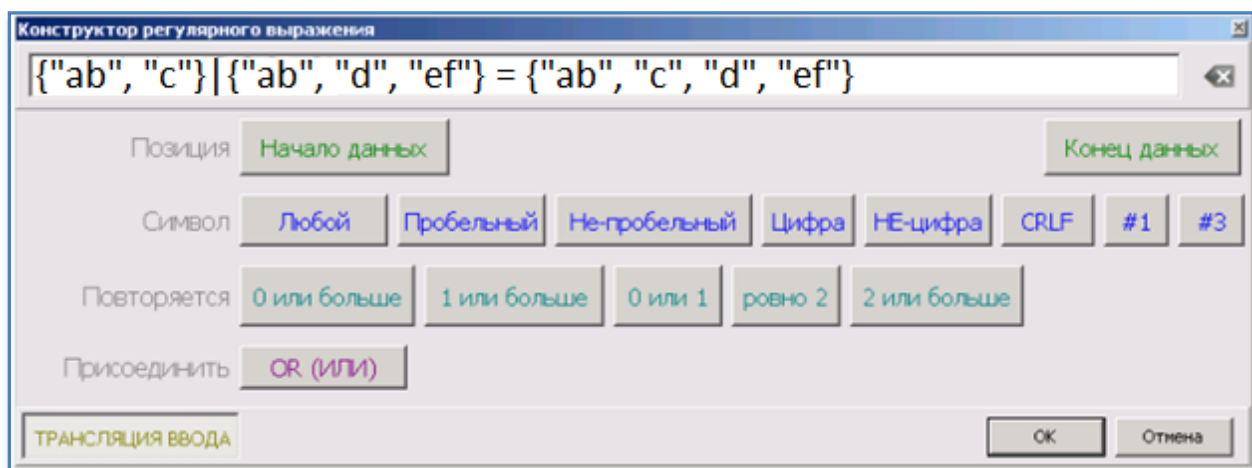 Конструктор регулярного выражения
{"ab", "c"}|{"ab", "d", "ef"} = {"ab", "c", "d", "ef"}
Позиция Начало данных Конец данных
Символ Любой Пробельный Не-пробельный Цифра НЕ-цифра CRLF #1 #3
Повторяется 0 или больше 1 или больше 0 или 1 ровно 2 2 или больше
Присоединить OR (ИЛИ)
ТРАНСЛЯЦИЯ ВВОДА OK Отмена